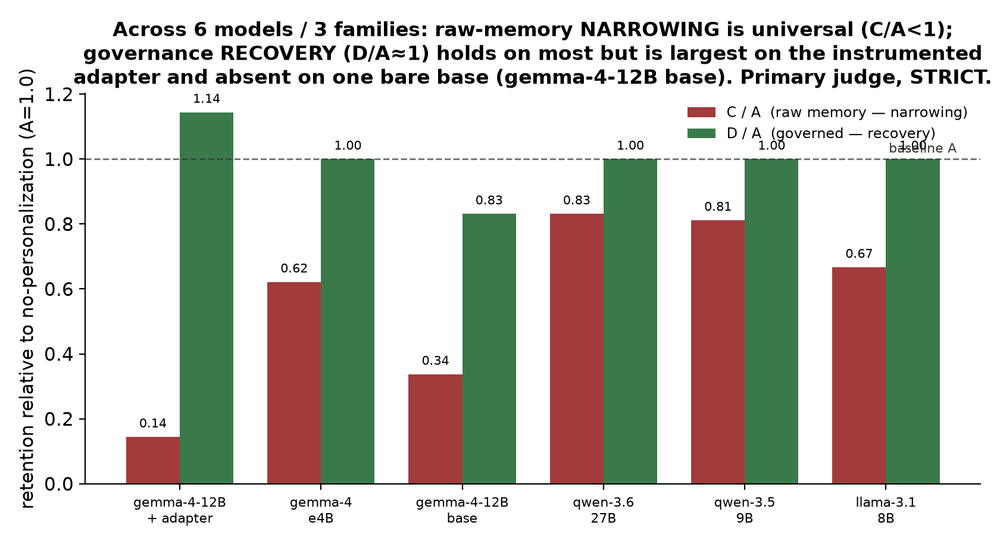 Across 6 models / 3 families: raw-memory NARROWING is universal (C/A<1);
governance RECOVERY (D/A≈1) holds on most but is largest on the instrumented
adapter and absent on one bare base (gemma-4-12B base). Primary judge, STRICT.
retention relative to no-personalization (A=1.0)
1.2
1.0
0.8
0.6
0.4
0.2
0.0
C / A (raw memory — narrowing)
D / A (governed — recovery)
baseline A
0.14
1.14
0.62
1.00
0.34
0.83
0.83
1.00
0.81
1.00
0.67
1.00
gemma-4-12B
+ adapter
gemma-4
e4B
gemma-4-12B
base
qwen-3.6
27B
qwen-3.5
9B
llama-3.1
8B